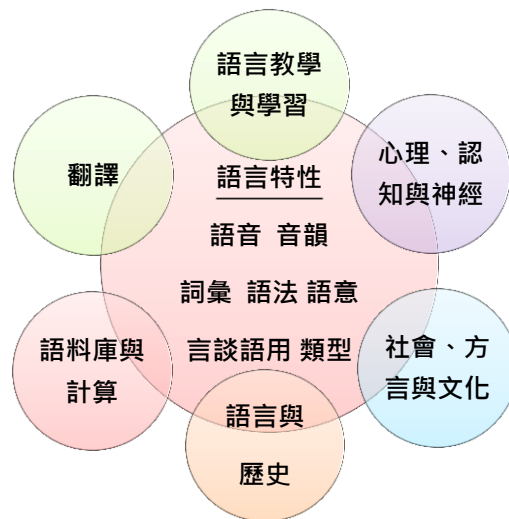 語言教學
與學習
翻譯
心理、認
知與神經
語言特性
語音 音韻
詞彙 語法 語意
言談語用 類型
語料庫與
計算
社會、方
言與文化
語言與
歷史